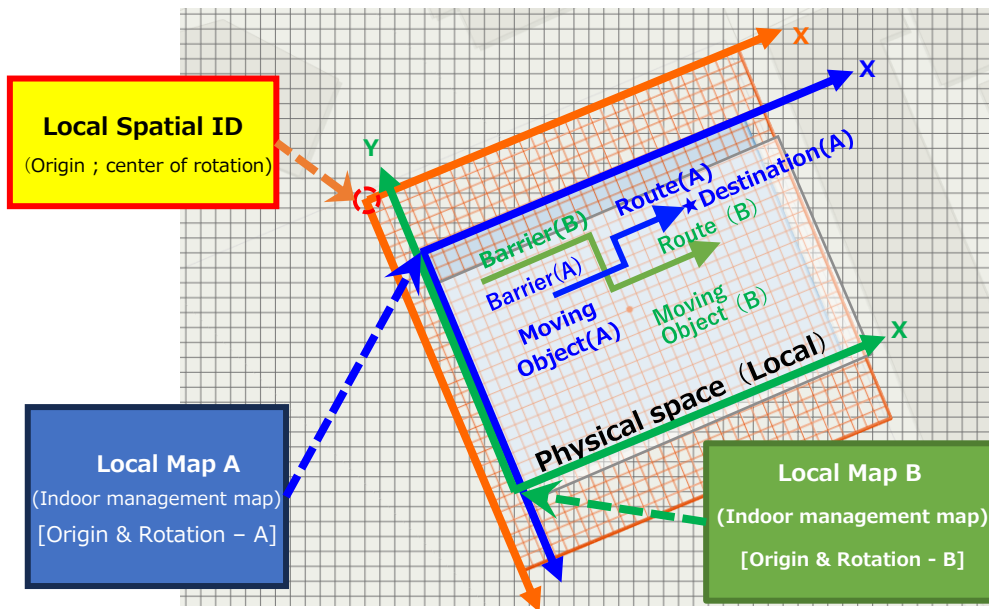 X
X
Local Spatial ID
(Origin ; center of rotation)
Y
Route(A)
★Destination(A)
Barrier(B)
Route（B）
Barrier(A)
Moving
Object(A)
Moving
Object（B）
X
Physical space（Local）
Local Map A
(Indoor management map)
[Origin & Rotation – A]
Local Map B
(Indoor management map)
[Origin & Rotation - B]